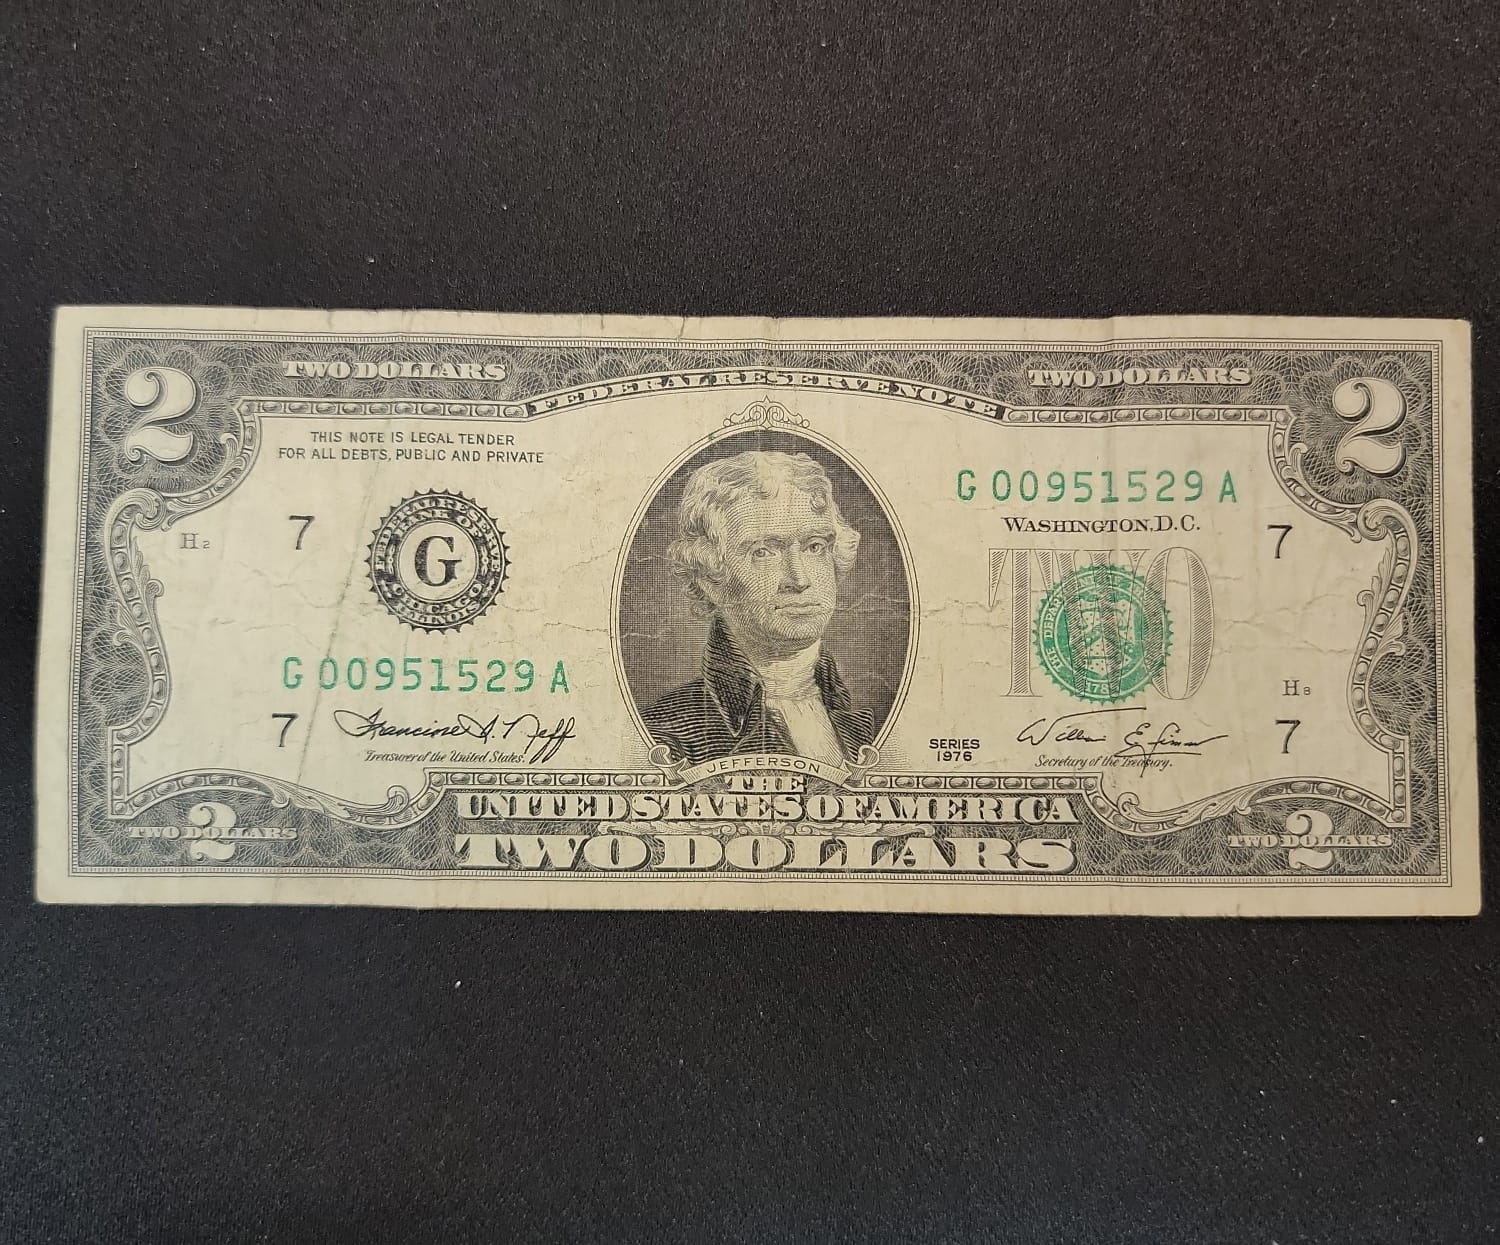 2 TWO DOLLARS FEDERAL RESERVE NOTE TWO DOLLARS 2
THIS NOTE IS LEGAL TENDER
FOR ALL DEBTS, PUBLIC AND PRIVATE
G 00951529 A
WASHINGTON, D.C.
H2 7 G 7
TWO
G 00951529 A
H8
7 7
Treasurer of the United States.
SERIES
1976
Secretary of the Treasury.
JEFFERSON
THE
UNITED STATES OF AMERICA
TWO DOLLARS 2 TWO DOLLARS TWO DOLLARS 2